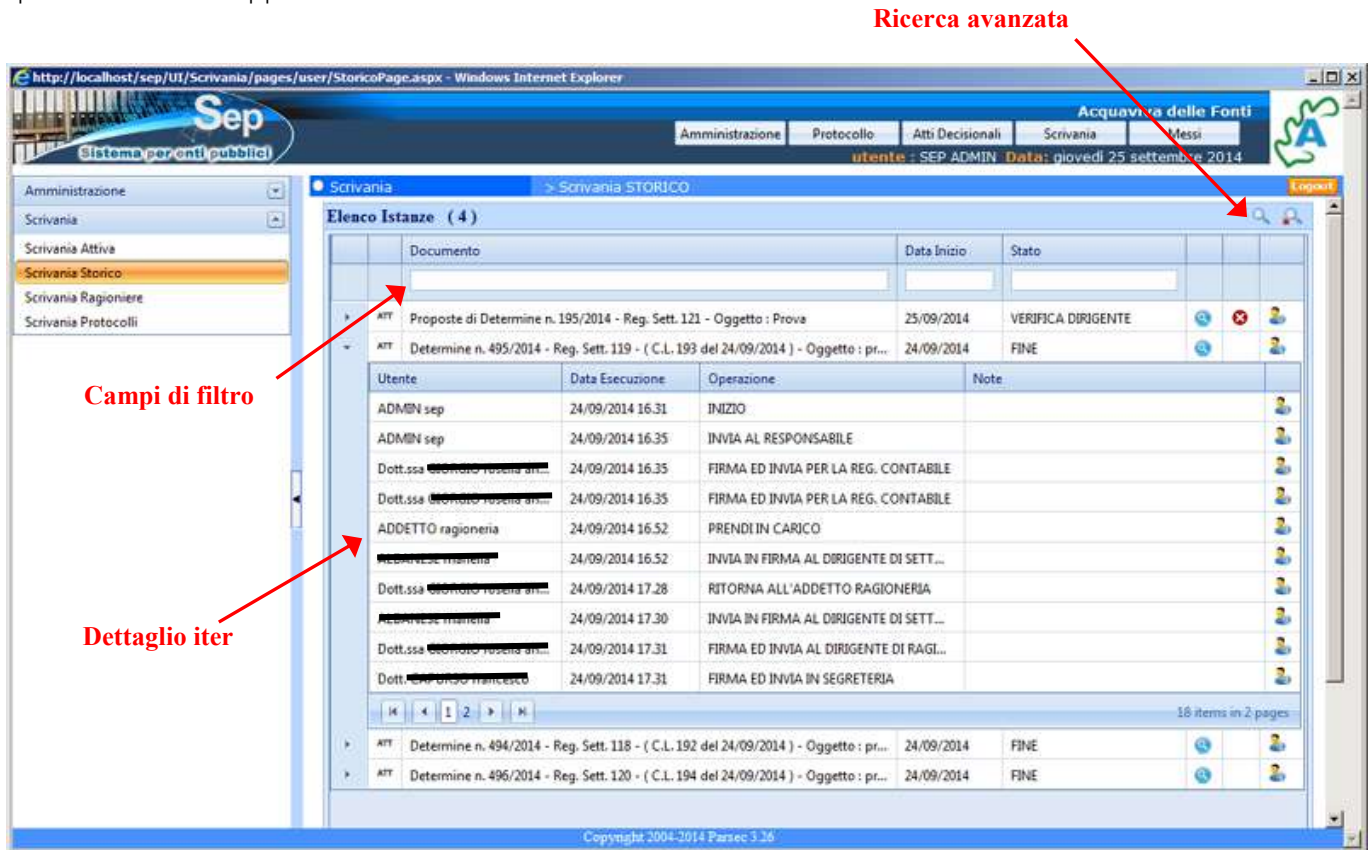 Ricerca avanzata
http://localhost/sep/UI/Scrivania/pages/user/StoricoPage.aspx - Windows Internet Explorer
Sep
Sistema per enti pubblici
Acquaviva delle Fonti
Amministrazione Protocollo Atti Decisionali Scrivania Messi
utente : SEP ADMIN Data: giovedì 25 settembre 2014
Amministrazione
Scrivania
Scrivania Attiva
Scrivania Storico
Scrivania Ragioniere
Scrivania Protocolli
Scrivania > Scrivania STORICO Logout
Elenco Istanze ( 4 )
Documento Data Inizio Stato
ATT Proposte di Determine n. 195/2014 - Reg. Sett. 121 - Oggetto : Prova 25/09/2014 VERIFICA DIRIGENTE
ATT Determine n. 495/2014 - Reg. Sett. 119 - ( C.L. 193 del 24/09/2014 ) - Oggetto : pr... 24/09/2014 FINE
Campi di filtro
Utente Data Esecuzione Operazione Note
ADMIN sep 24/09/2014 16.31 INIZIO
ADMIN sep 24/09/2014 16.35 INVIA AL RESPONSABILE
Dott.ssa 24/09/2014 16.35 FIRMA ED INVIA PER LA REG. CONTABILE
Dott.ssa 24/09/2014 16.35 FIRMA ED INVIA PER LA REG. CONTABILE
ADDETTO ragioneria 24/09/2014 16.52 PRENDI IN CARICO
24/09/2014 16.52 INVIA IN FIRMA AL DIRIGENTE DI SETT...
Dott.ssa 24/09/2014 17.28 RITORNA ALL'ADDETTO RAGIONERIA
24/09/2014 17.30 INVIA IN FIRMA AL DIRIGENTE DI SETT...
Dott.ssa 24/09/2014 17.31 FIRMA ED INVIA AL DIRIGENTE DI RAGI...
Dott. 24/09/2014 17.31 FIRMA ED INVIA IN SEGRETERIA
Dettaglio iter
1 2 18 items in 2 pages
ATT Determine n. 494/2014 - Reg. Sett. 118 - ( C.L. 192 del 24/09/2014 ) - Oggetto : pr... 24/09/2014 FINE
ATT Determine n. 496/2014 - Reg. Sett. 120 - ( C.L. 194 del 24/09/2014 ) - Oggetto : pr... 24/09/2014 FINE
Copyright 2004-2014 Parsec 3.26